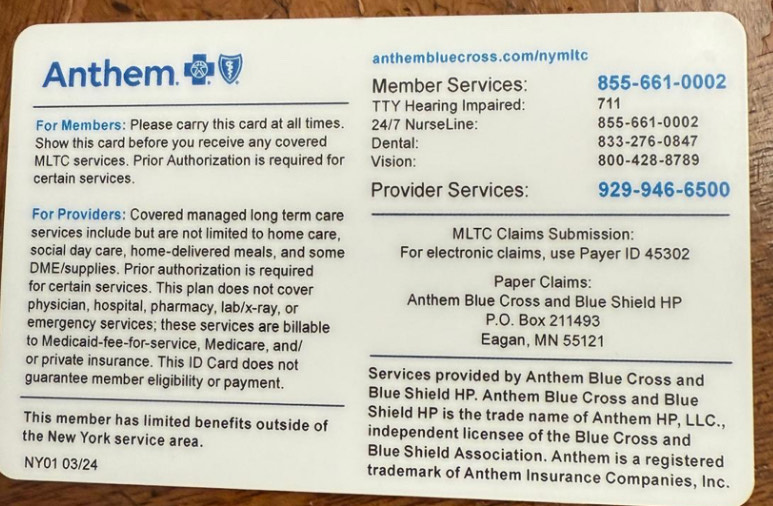 Anthem.
For Members: Please carry this card at all times.
Show this card before you receive any covered
MLTC services. Prior Authorization is required for
certain services.
For Providers: Covered managed long term care
services include but are not limited to home care,
social day care, home-delivered meals, and some
DME/supplies. Prior authorization is required
for certain services. This plan does not cover
physician, hospital, pharmacy, lab/x-ray, or
emergency services; these services are billable
to Medicaid-fee-for-service, Medicare, and/
or private insurance. This ID Card does not
guarantee member eligibility or payment.
This member has limited benefits outside of
the New York service area.
NY01 03/24
anthembluecross.com/nymltc
Member Services: 855-661-0002
TTY Hearing Impaired: 711
24/7 NurseLine: 855-661-0002
Dental: 833-276-0847
Vision: 800-428-8789
Provider Services: 929-946-6500
MLTC Claims Submission:
For electronic claims, use Payer ID 45302
Paper Claims:
Anthem Blue Cross and Blue Shield HP
P.O. Box 211493
Eagan, MN 55121
Services provided by Anthem Blue Cross and
Blue Shield HP. Anthem Blue Cross and Blue
Shield HP is the trade name of Anthem HP, LLC.,
independent licensee of the Blue Cross and
Blue Shield Association. Anthem is a registered
trademark of Anthem Insurance Companies, Inc.